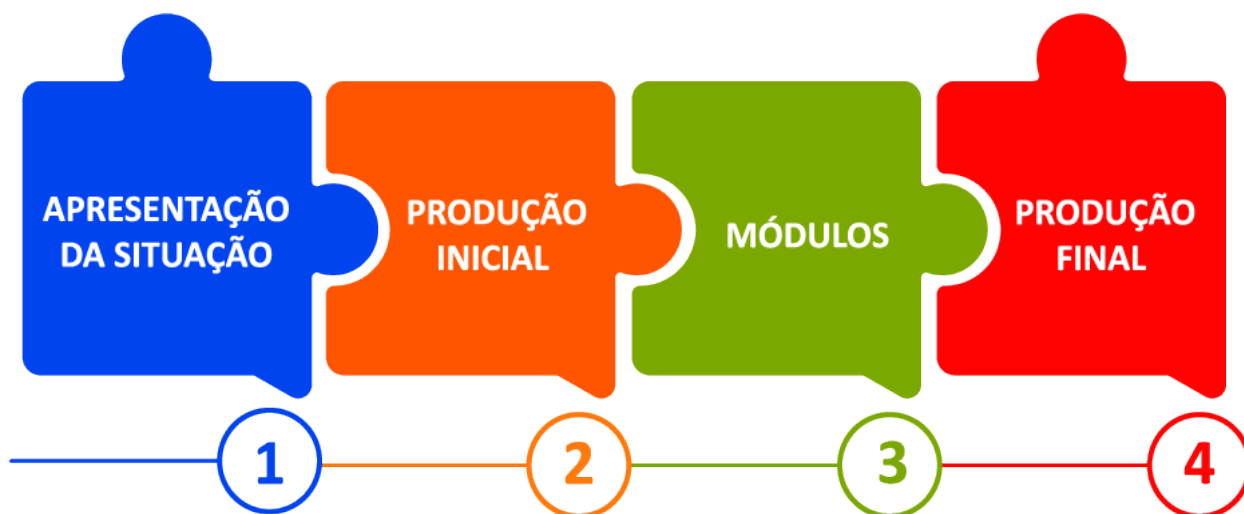 APRESENTAÇÃO
DA SITUAÇÃO
PRODUÇÃO
INICIAL
MÓDULOS
PRODUÇÃO
FINAL
1
2
3
4